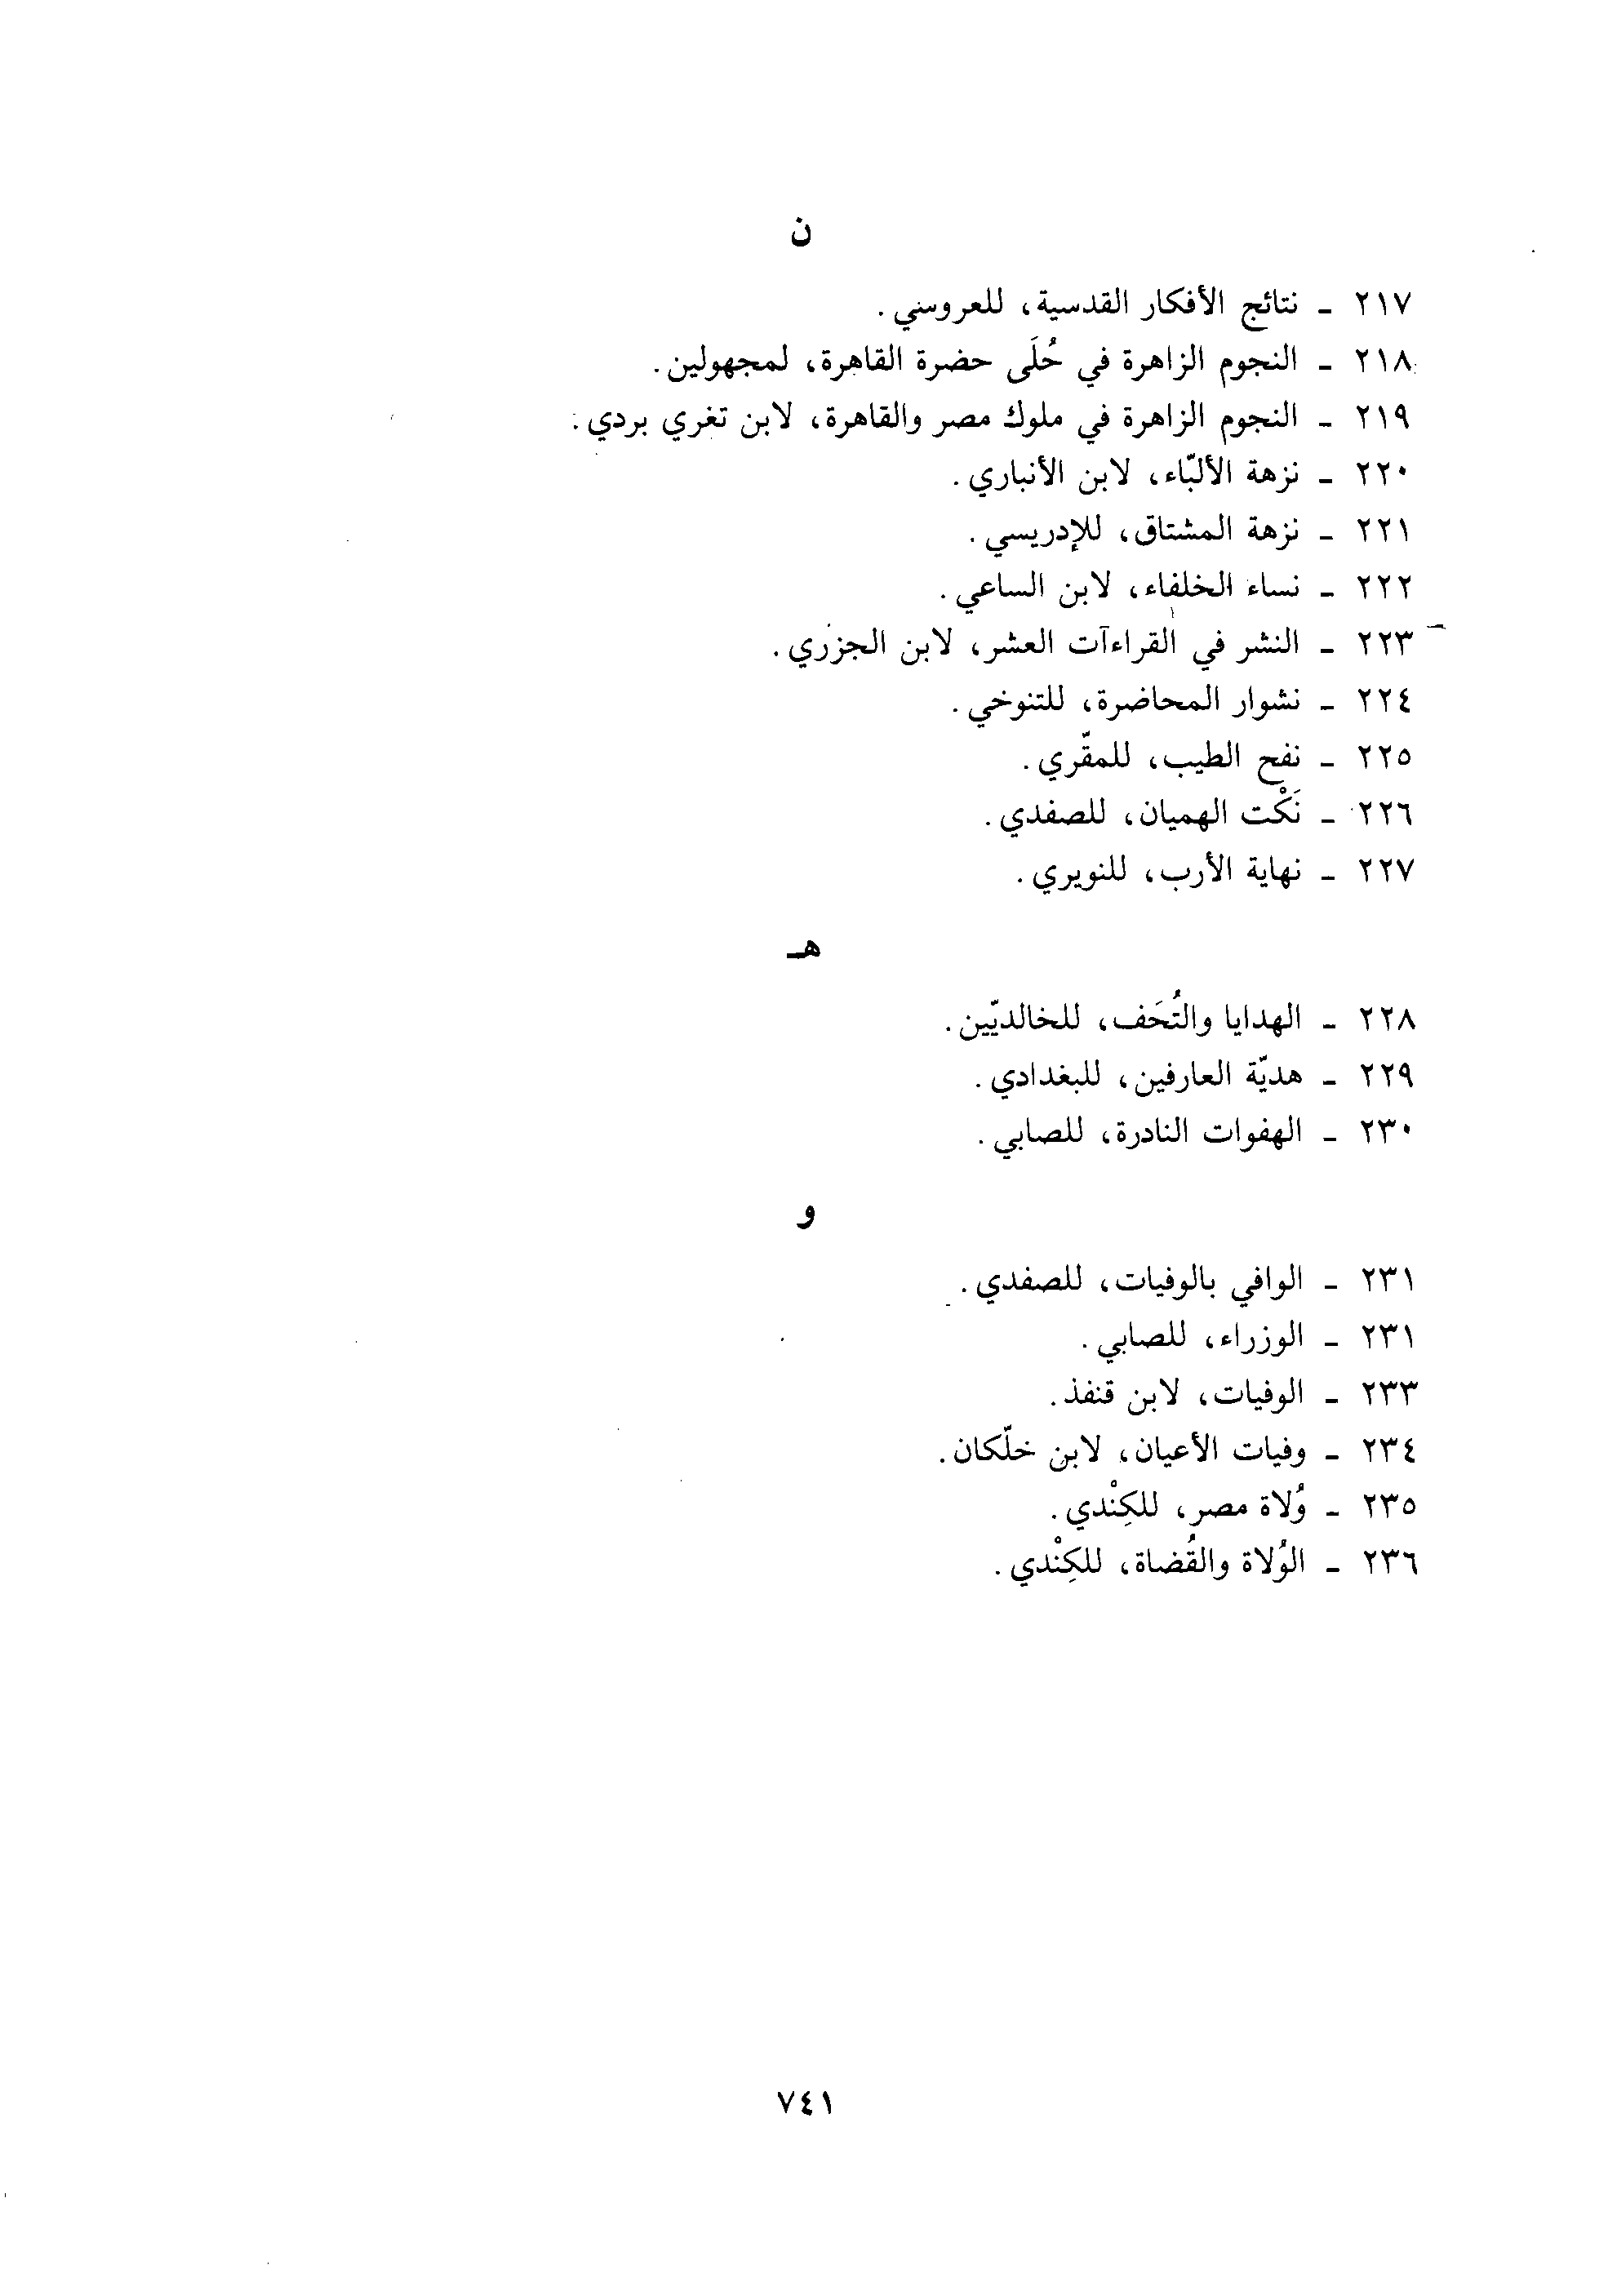 ن
٢١٧ ـ نتائج الأفكار القدسية، للعروسي.
٢١٨ ـ النجوم الزاهرة في حُلَى حضرة القاهرة، لمجهولين.
٢١٩ ـ النجوم الزاهرة في ملوك مصر والقاهرة، لابن تغري بردي.
٢٢٠ ـ نزهة الألبّاء، لابن الأنباري.
٢٢١ ـ نزهة المشتاق، للإدريسي.
٢٢٢ ـ نساء الخلفاء، لابن الساعي.
٢٢٣ ـ النشر في القراءآت العشر، لابن الجزري.
٢٢٤ ـ نشوار المحاضرة، للتنوخي.
٢٢٥ ـ نفح الطيب، للمقّري.
٢٢٦ ـ نَكْت الهميان، للصفدي.
٢٢٧ ـ نهاية الأرب، للنويري.
هـ
٢٢٨ ـ الهدايا والتُحَف، للخالديّين.
٢٢٩ ـ هديّة العارفين، للبغدادي.
٢٣٠ ـ الهفوات النادرة، للصابي.
و
٢٣١ ـ الوافي بالوفيات، للصفدي.
٢٣١ ـ الوزراء، للصابي.
٢٣٣ ـ الوفيات، لابن قنفذ.
٢٣٤ ـ وفيات الأعيان، لابن خلّكان.
٢٣٥ ـ وُلاة مصر، للكِنْدي.
٢٣٦ ـ الوُلاة والقُضاة، للكِنْدي.
٧٤١